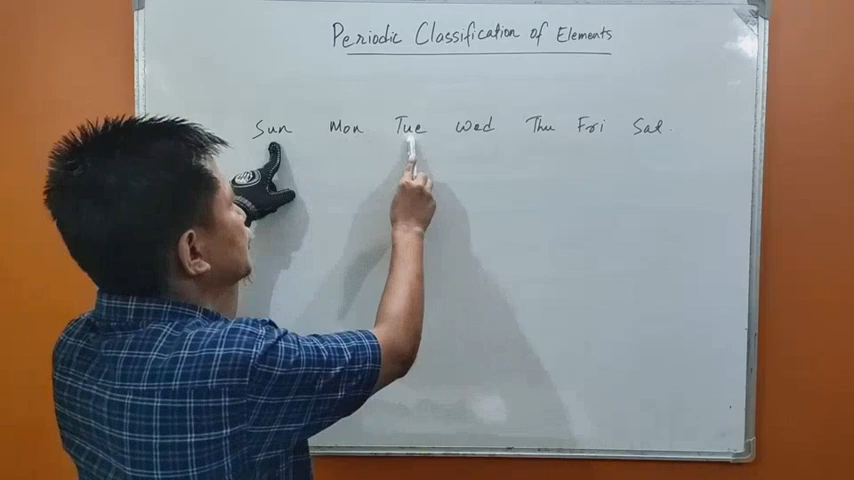 Periodic Classification of Elements
Sun Mon Tue Wed Thu Fri Sat.